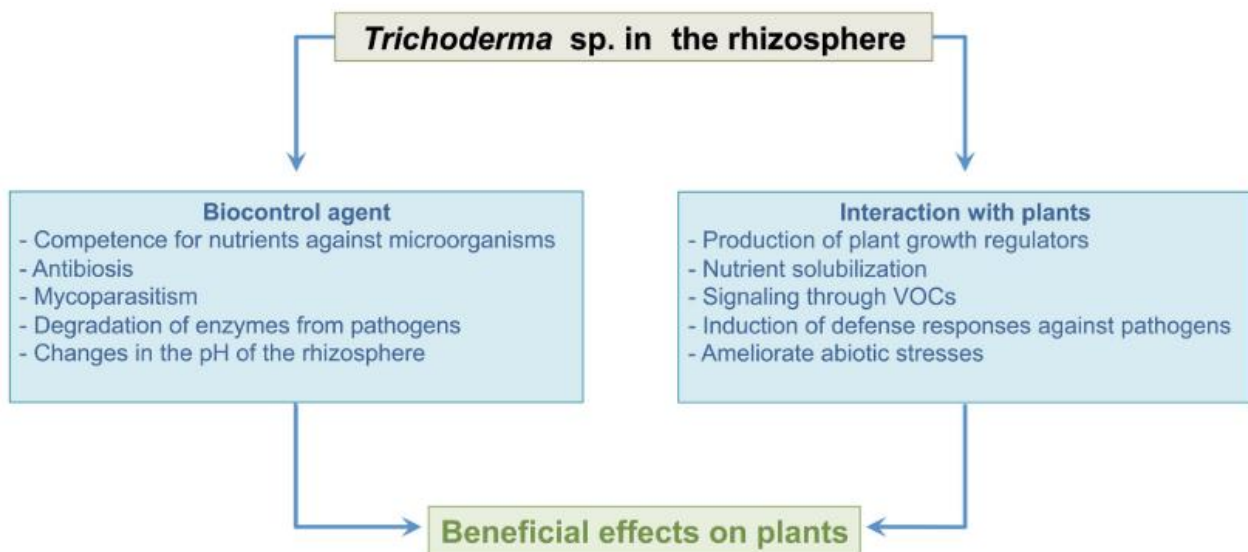 Trichoderma sp. in the rhizosphere
Biocontrol agent
- Competence for nutrients against microorganisms
- Antibiosis
- Mycoparasitism
- Degradation of enzymes from pathogens
- Changes in the pH of the rhizosphere
Interaction with plants
- Production of plant growth regulators
- Nutrient solubilization
- Signaling through VOCs
- Induction of defense responses against pathogens
- Ameliorate abiotic stresses
Beneficial effects on plants